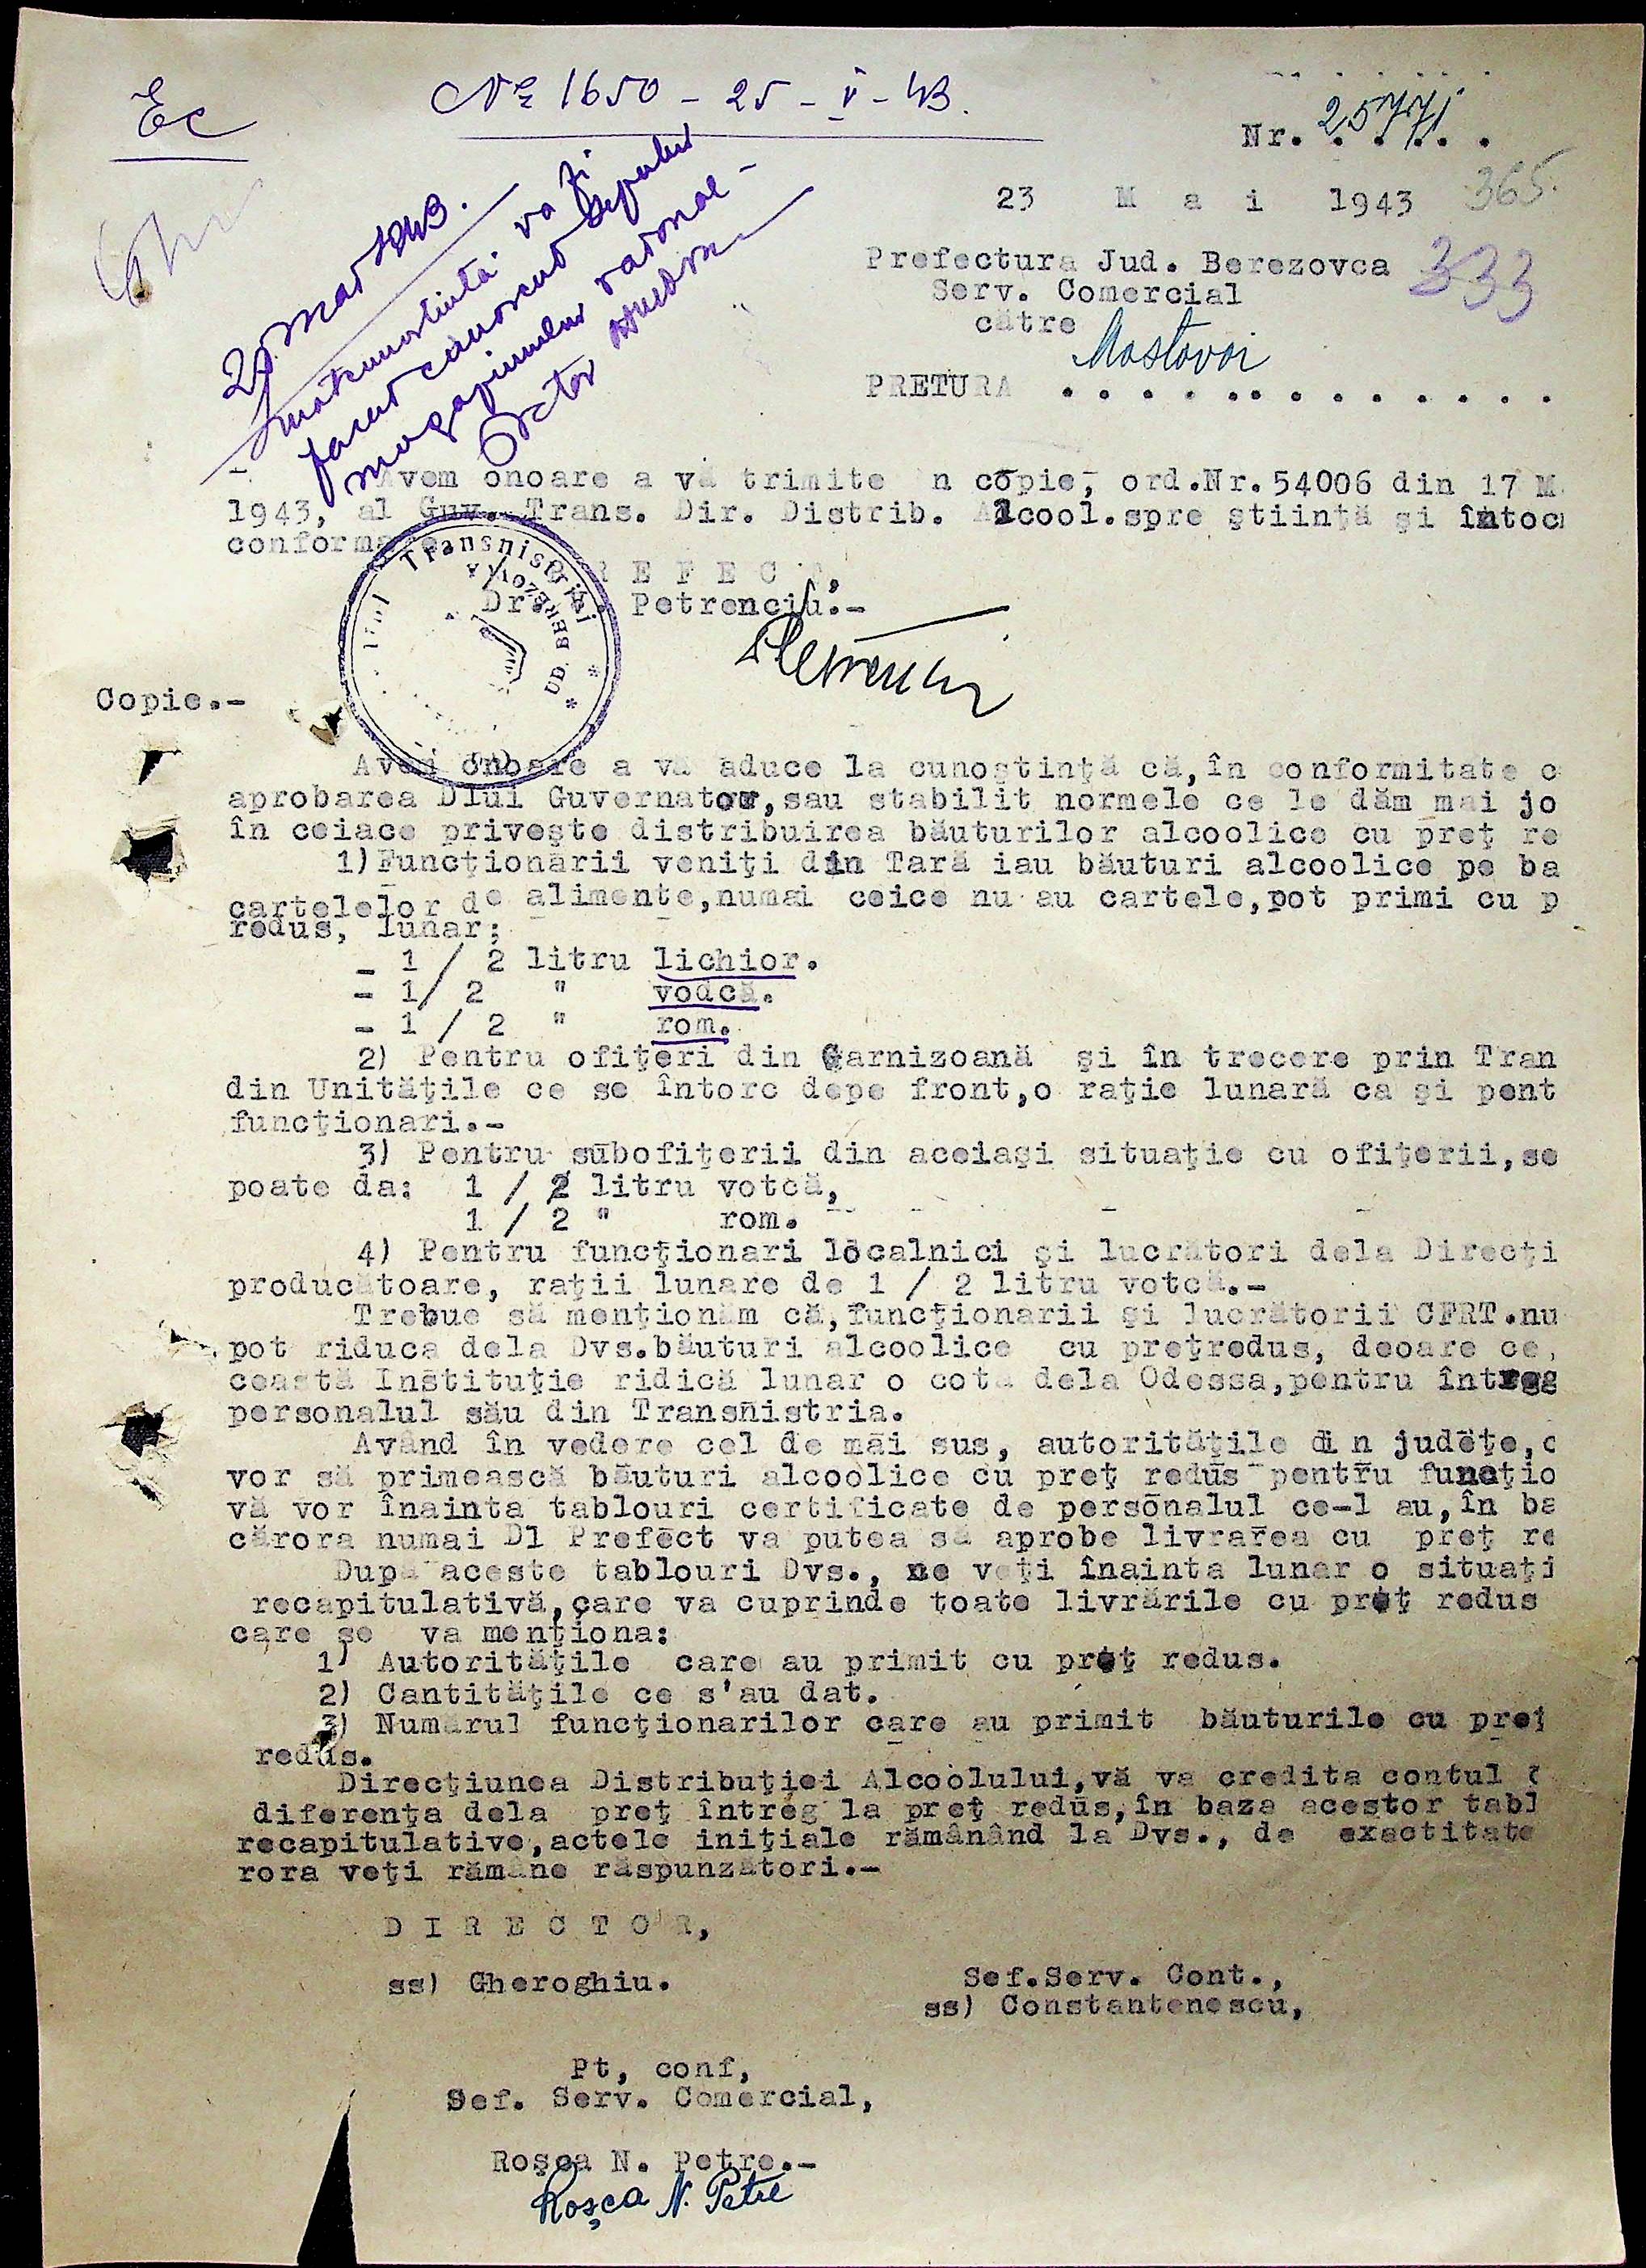 Ec
№ 1650 - 25 - V - 43.
Nr. 25771
23 M a i 1943
365.
Prefectura Jud. Berezovca
333
Serv. Comercial
către
Mostovoi
PRETURA . . . . . . . . . . . . . .
va fi
Avem onoare a vă trimite n copie, ord.Nr.54006 din 17 M
1943, al Guv. Trans. Dir. Distrib. Alcool.spre ştiinţă şi întoc
conformare
P R E F E C T,
Dr. Petrenciu.-
Transnistriei
JUD. BEREZOVCA
Copie.-
Avem onoare a vă aduce la cunoştinţă că,în conformitate c
aprobarea Dlui Guvernator,sau stabilit normele ce le dăm mai jo
în ceiace priveşte distribuirea băuturilor alcoolice cu preţ re
1)Funcţionării veniţi din Tară iau băuturi alcoolice pe ba
cartelelor de alimente,numai ceice nu au cartele,pot primi cu p
redus, lunar;
- 1 / 2 litru lichior.
- 1/ 2 " vodcă.
- 1 / 2 " rom.
2) Pentru ofiţeri din Garnizoană şi în trecere prin Tran
din Unităţile ce se întorc depe front,o raţie lunară ca şi pent
funcţionari.-
3) Pentru subofiţerii din aceiaşi situaţie cu ofiţerii,se
poate da: 1 / 2 litru votcă,
1 / 2 " rom.
4) Pentru funcţionari localnici şi lucrători dela Direcţi
producătoare, raţii lunare de 1 / 2 litru votcă.-
Trebue să menţionăm că,funcţionarii şi lucrătorii CFRT.nu
pot riduca dela Dvs.băuturi alcoolice cu preţredus, deoare ce,
ceastă Instituţie ridică lunar o cotă dela Odessa,pentru întreg
personalul său din Transnistria.
Având în vedere cel de mai sus, autorităţile din judeţe,c
vor să primească băuturi alcoolice cu preţ redus pentru funcţio
vă vor înainta tablouri certificate de personalul ce-l au,în ba
cărora numai Dl Prefect va putea să aprobe livrarea cu preţ re
După aceste tablouri Dvs., ne veţi înainta lunar o situaţi
recapitulativă,care va cuprinde toate livrările cu preţ redus
care se va menţiona:
1) Autorităţile care au primit cu preţ redus.
2) Cantităţile ce s'au dat.
3) Numărul funcţionarilor care au primit băuturile cu preţ
redus.
Direcţiunea Distribuţiei Alcoolului,vă va credita contul
diferenţa dela preţ întreg la preţ redus,în baza acestor tabl
recapitulative,actele iniţiale rămânând la Dvs., de exactitate
rora veţi rămâne răspunzători.-
D I R E C T O R,
ss) Gheroghiu.
Sef.Serv. Cont.,
ss) Constantenescu,
Pt, conf,
Sef. Serv. Comercial,
Roşca N. Petre.-
Roşca N. Petre